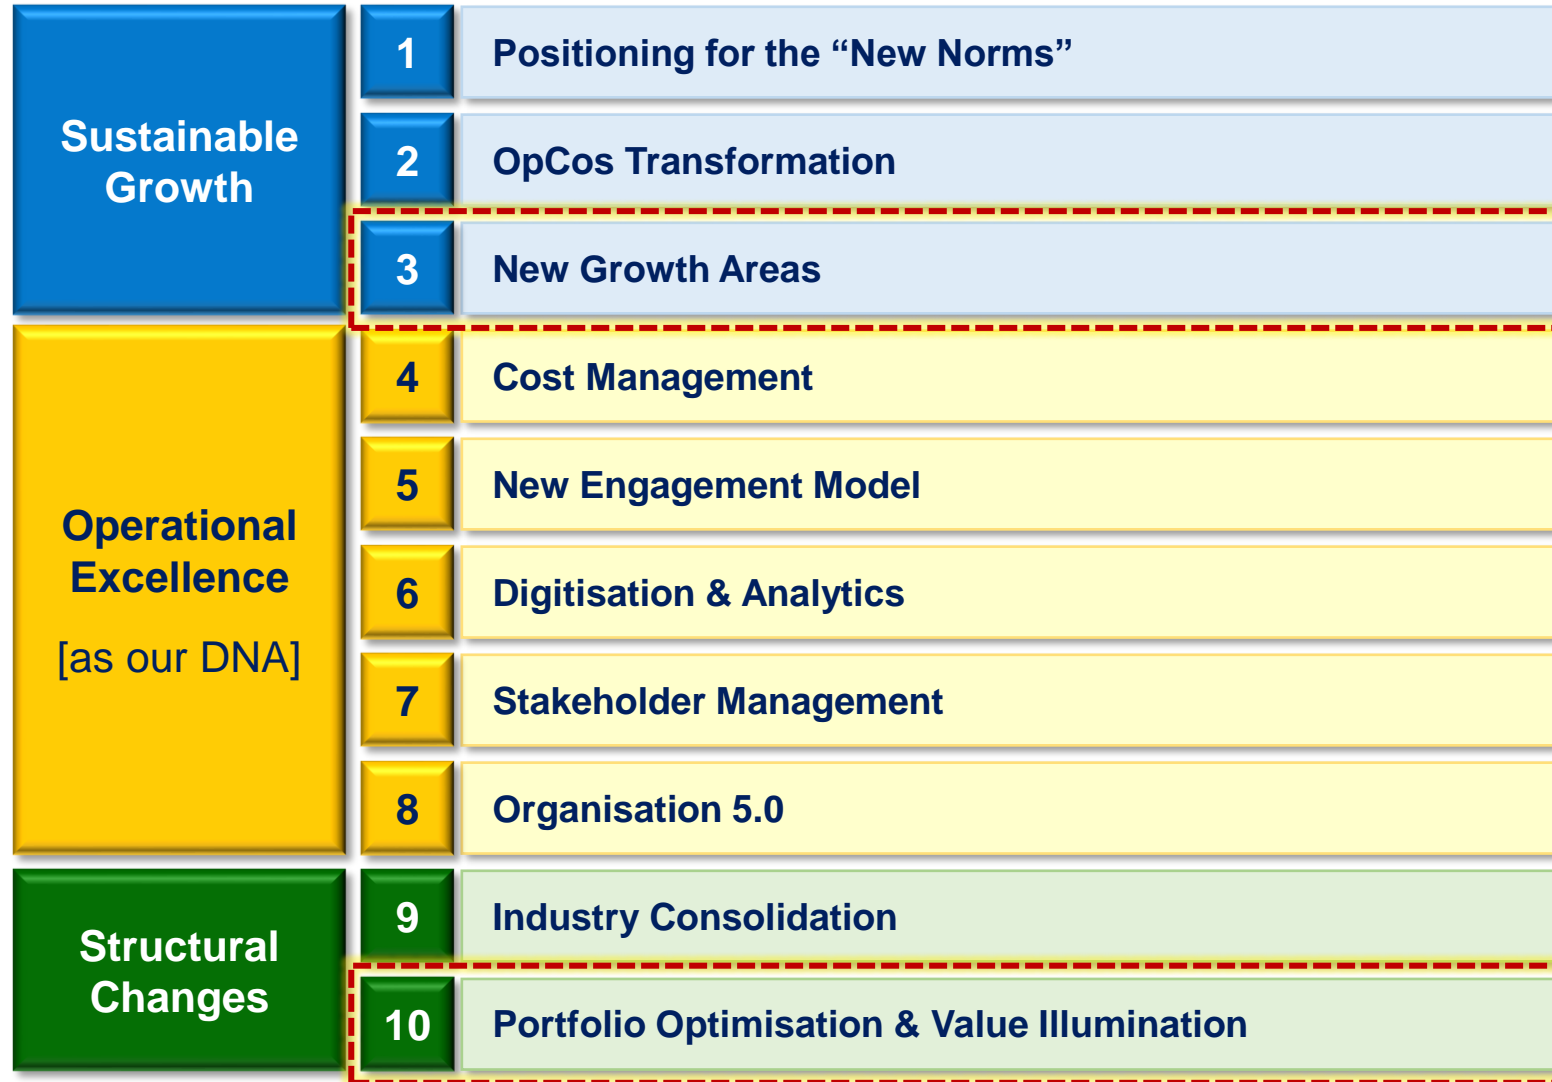 Sustainable
Growth
1
Positioning for the “New Norms”
2
OpCos Transformation
3
New Growth Areas
Operational
Excellence
[as our DNA]
4
Cost Management
5
New Engagement Model
6
Digitisation & Analytics
7
Stakeholder Management
8
Organisation 5.0
Structural
Changes
9
Industry Consolidation
10
Portfolio Optimisation & Value Illumination